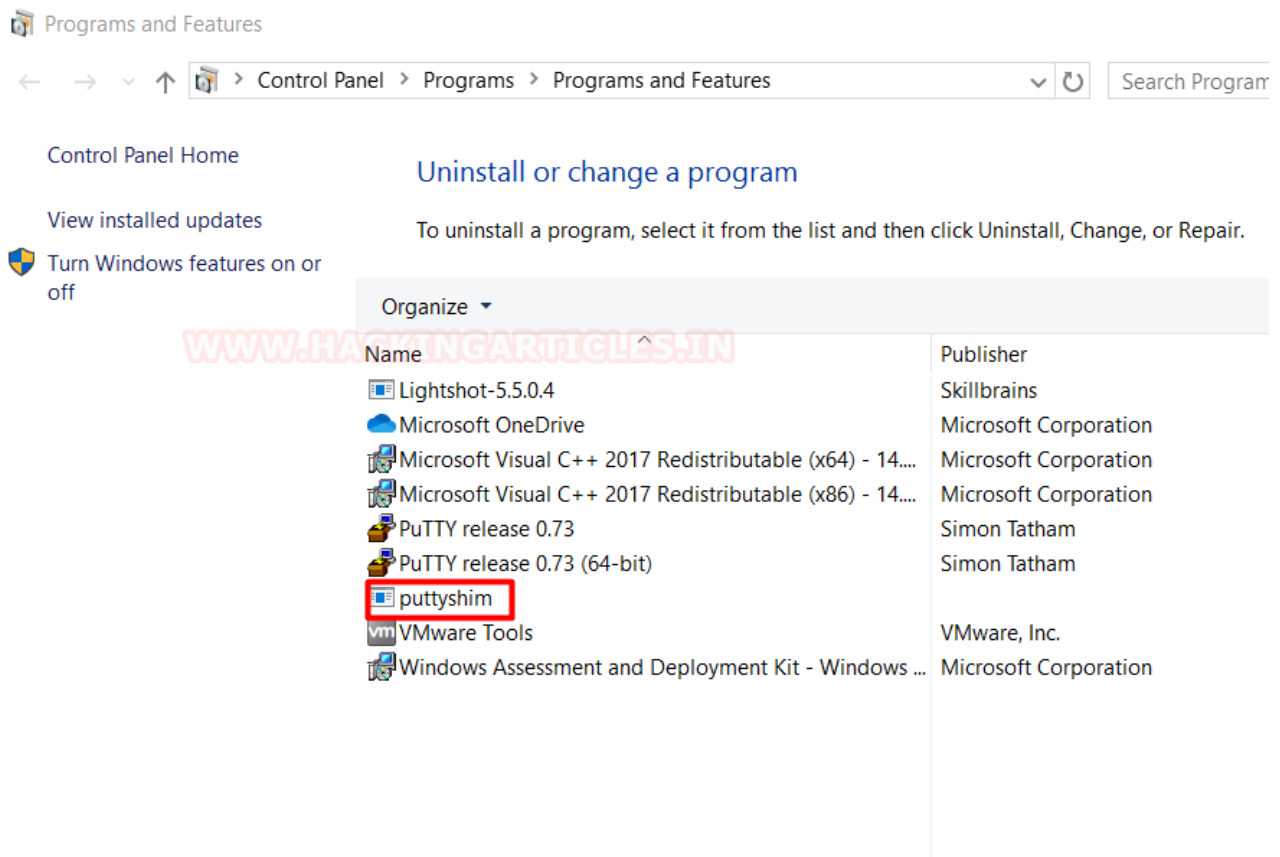 Programs and Features
Control Panel > Programs > Programs and Features
Search Program
Control Panel Home
View installed updates
Turn Windows features on or
off
Uninstall or change a program
To uninstall a program, select it from the list and then click Uninstall, Change, or Repair.
Organize
WWW.HACKINGARTICLES.IN
Name Publisher
Lightshot-5.5.0.4 Skillbrains
Microsoft OneDrive Microsoft Corporation
Microsoft Visual C++ 2017 Redistributable (x64) - 14.... Microsoft Corporation
Microsoft Visual C++ 2017 Redistributable (x86) - 14.... Microsoft Corporation
PuTTY release 0.73 Simon Tatham
PuTTY release 0.73 (64-bit) Simon Tatham
puttyshim
vm VMware Tools VMware, Inc.
Windows Assessment and Deployment Kit - Windows ... Microsoft Corporation